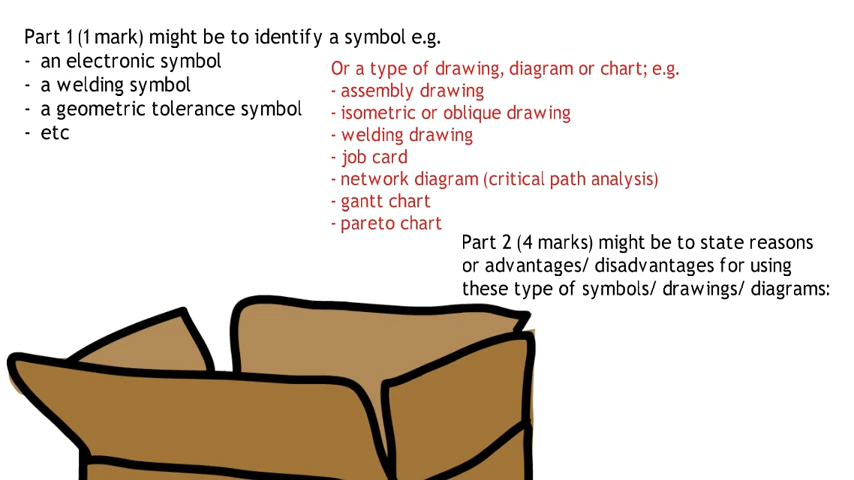 Part 1 (1 mark) might be to identify a symbol e.g.
- an electronic symbol
- a welding symbol
- a geometric tolerance symbol
- etc
Or a type of drawing, diagram or chart; e.g.
- assembly drawing
- isometric or oblique drawing
- welding drawing
- job card
- network diagram (critical path analysis)
- gantt chart
- pareto chart
Part 2 (4 marks) might be to state reasons
or advantages/ disadvantages for using
these type of symbols/ drawings/ diagrams: